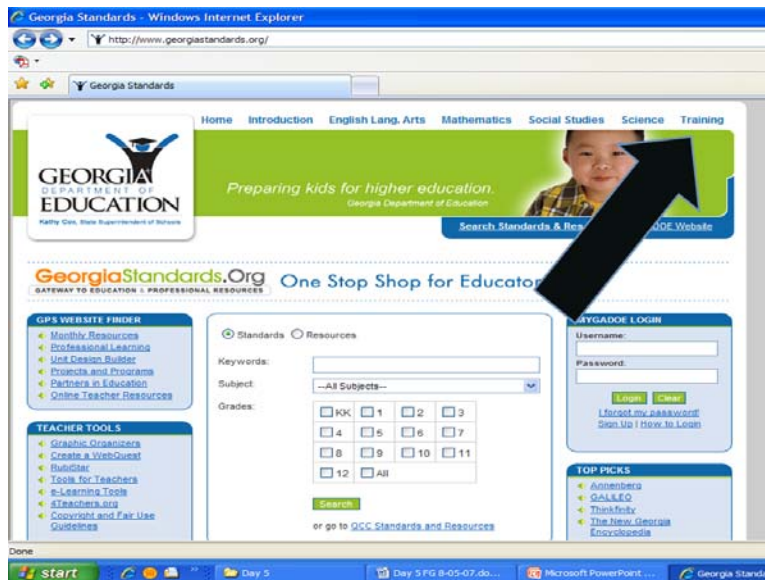 Georgia Standards - Windows Internet Explorer
http://www.georgiastandards.org/
Georgia Standards
Home Introduction English Lang. Arts Mathematics Social Studies Science Training
GEORGIA
DEPARTMENT OF
EDUCATION
Kathy Cox, State Superintendent of Schools
Preparing kids for higher education.
Georgia Department of Education
Search Standards & Res
DOE Website
GeorgiaStandards.Org
GATEWAY TO EDUCATION & PROFESSIONAL RESOURCES
One Stop Shop for Educator
GPS WEBSITE FINDER
Monthly Resources
Professional Learning
Unit Design Builder
Projects and Programs
Partners in Education
Online Teacher Resources
TEACHER TOOLS
Graphic Organizers
Create a WebQuest
RubiStar
Tools for Teachers
e-Learning Tools
4Teachers.org
Copyright and Fair Use
Guidelines
Standards Resources
Keywords:
Subject: --All Subjects--
Grades:
KK 1 2 3
4 5 6 7
8 9 10 11
12 All
Search
or go to QCC Standards and Resources
MYGADOE LOGIN
Username:
Password:
Login Clear
I forgot my password!
Sign Up | How to Login
TOP PICKS
Annenberg
GALILEO
Thinkfinity
The New Georgia
Encyclopedia
Done
start
Day 5
Day 5 FG 8-05-07.do...
Microsoft PowerPoint ...
Georgia Standa